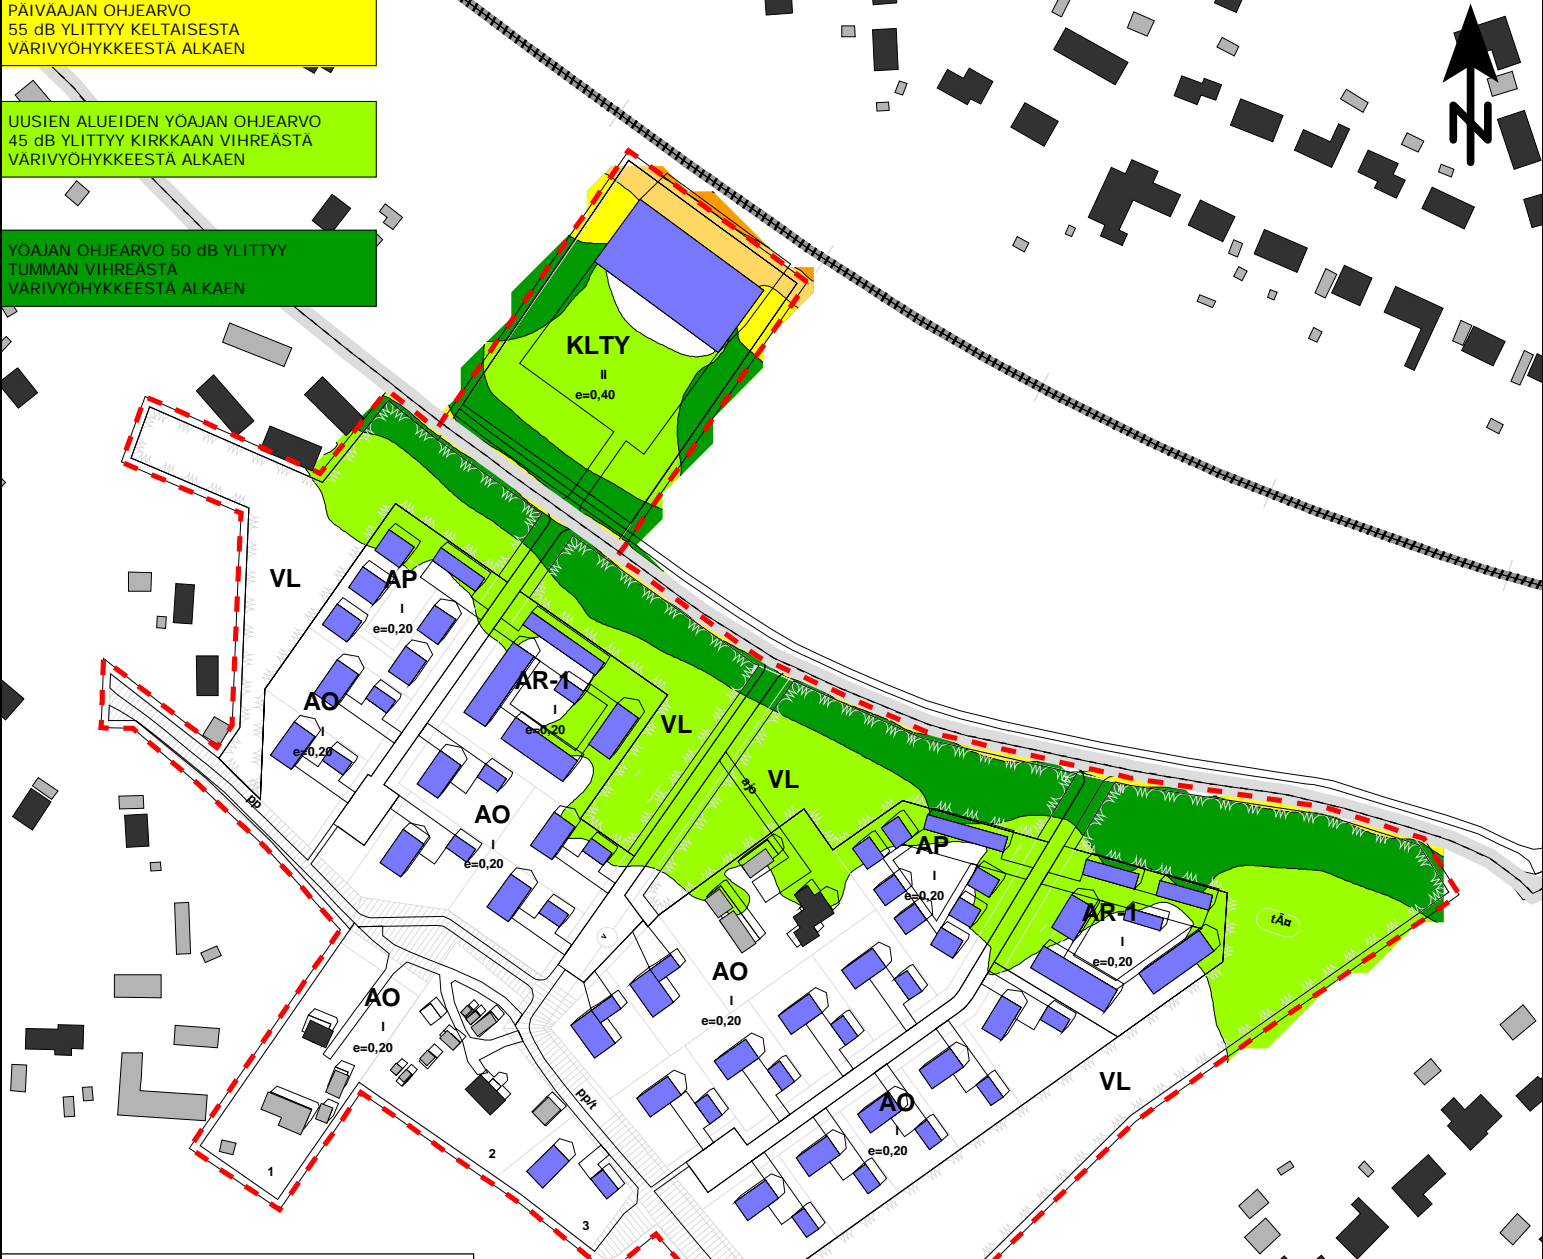 PÄIVÄAJAN OHJEARVO
55 dB YLITTYY KELTAISESTA
VÄRIVYÖHYKKEESTÄ ALKAEN
UUSIEN ALUEIDEN YÖAJAN OHJEARVO
45 dB YLITTYY KIRKKAAN VIHREÄSTÄ
VÄRIVYÖHYKKEESTÄ ALKAEN
YÖAJAN OHJEARVO 50 dB YLITTYY
TUMMAN VIHREÄSTÄ
VÄRIVYÖHYKKEESTÄ ALKAEN
N
KLTY
II
e=0,40
VL
AP
I
e=0,20
AO
I
e=0,20
AR-1
I
e=0,20
VL
VL
ajo
pp
AO
I
e=0,20
AP
I
e=0,20
AR-1
I
e=0,20
tÃ¤
v
AO
I
e=0,20
AO
I
e=0,20
VL
AO
I
e=0,20
pp/t
1
2
3